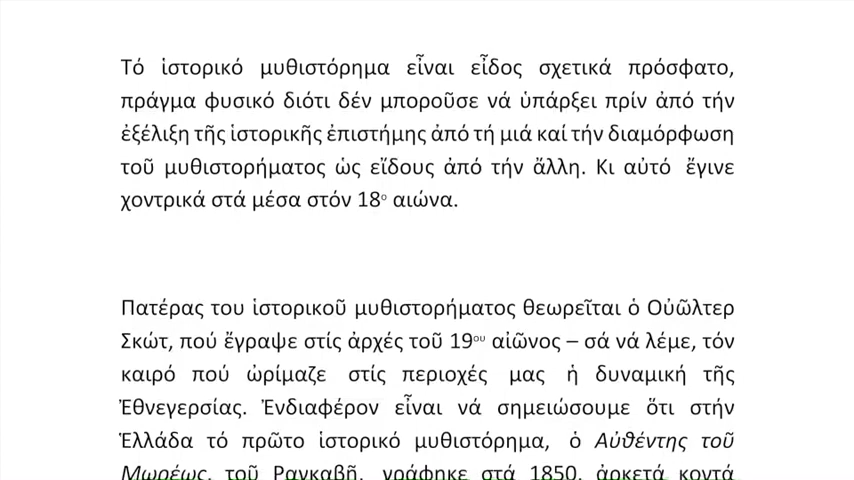 Τό ἱστορικό μυθιστόρημα εἶναι εἶδος σχετικά πρόσφατο,
πράγμα φυσικό διότι δέν μποροῦσε νά ὑπάρξει πρίν ἀπό τήν
ἐξέλιξη τῆς ἱστορικῆς ἐπιστήμης ἀπό τή μιά καί τήν διαμόρφωση
τοῦ μυθιστορήματος ὡς εἴδους ἀπό τήν ἄλλη. Κι αὐτό ἔγινε
χοντρικά στά μέσα στόν 18ο αιώνα.
Πατέρας του ἱστορικοῦ μυθιστορήματος θεωρεῖται ὁ Οὐῶλτερ
Σκώτ, πού ἔγραψε στίς ἀρχές τοῦ 19ου αἰῶνος – σά νά λέμε, τόν
καιρό πού ὠρίμαζε στίς περιοχές μας ἡ δυναμική τῆς
Ἐθνεγερσίας. Ἐνδιαφέρον εἶναι νά σημειώσουμε ὅτι στήν
Ἑλλάδα τό πρῶτο ἱστορικό μυθιστόρημα, ὁ Αὐθέντης τοῦ
Μωρέως, τοῦ Ραγκαβῆ, γράφηκε στά 1850, ἀρκετά κοντά